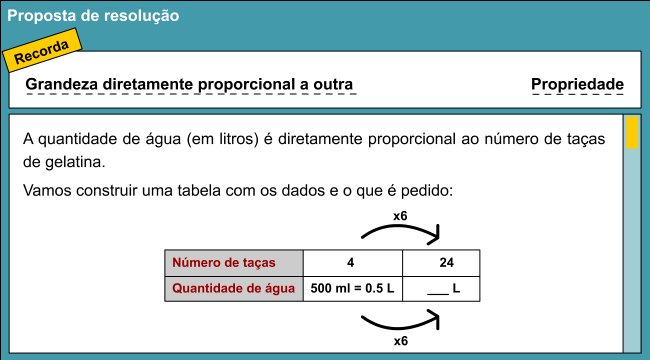 Proposta de resolução
Recorda
Grandeza diretamente proporcional a outra Propriedade
A quantidade de água (em litros) é diretamente proporcional ao número de taças
de gelatina.
Vamos construir uma tabela com os dados e o que é pedido:
x6
Número de taças 4 24
Quantidade de água 500 ml = 0.5 L ___ L
x6